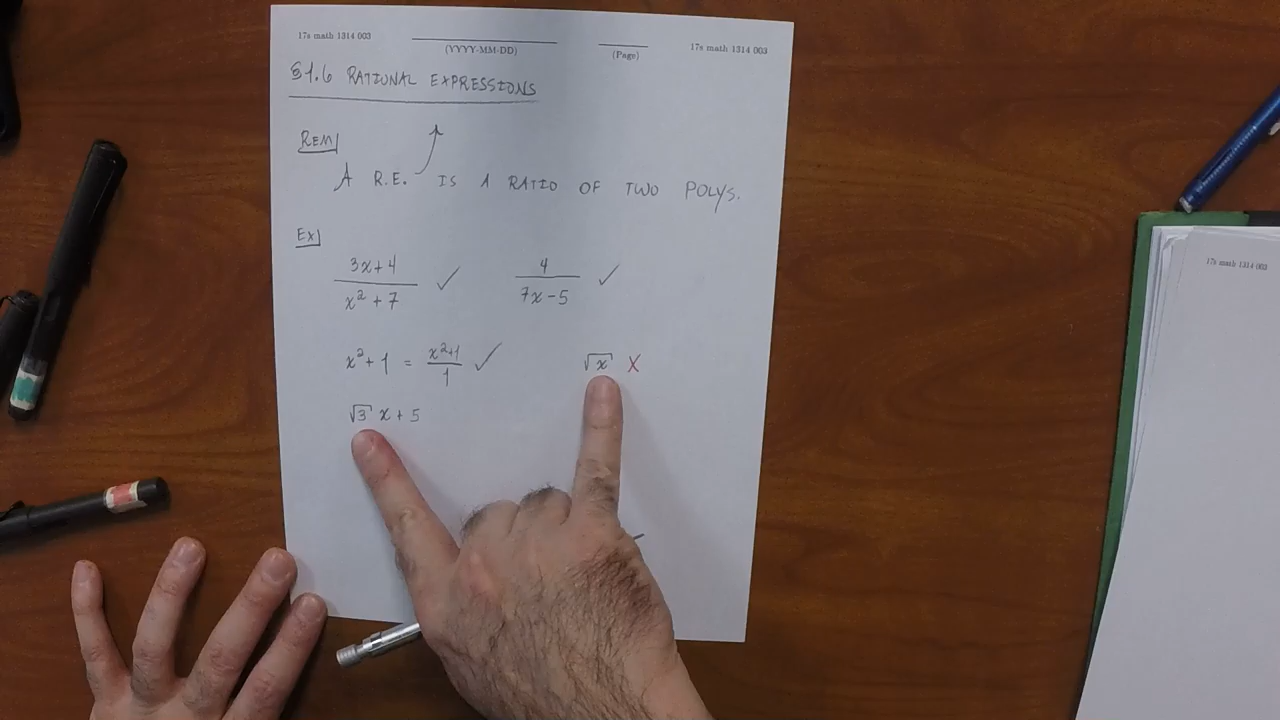 17s math 1314 003 (YYYY-MM-DD) (Page) 17s math 1314 003
§1.6 RATIONAL EXPRESSIONS
REM
A R.E. IS A RATIO OF TWO POLYS.
EX
3x+4 / x²+7 ✓ 4 / 7x-5 ✓
x²+1 = x²+1 / 1 ✓ √x X
√3 x+5
17s math 1314 003